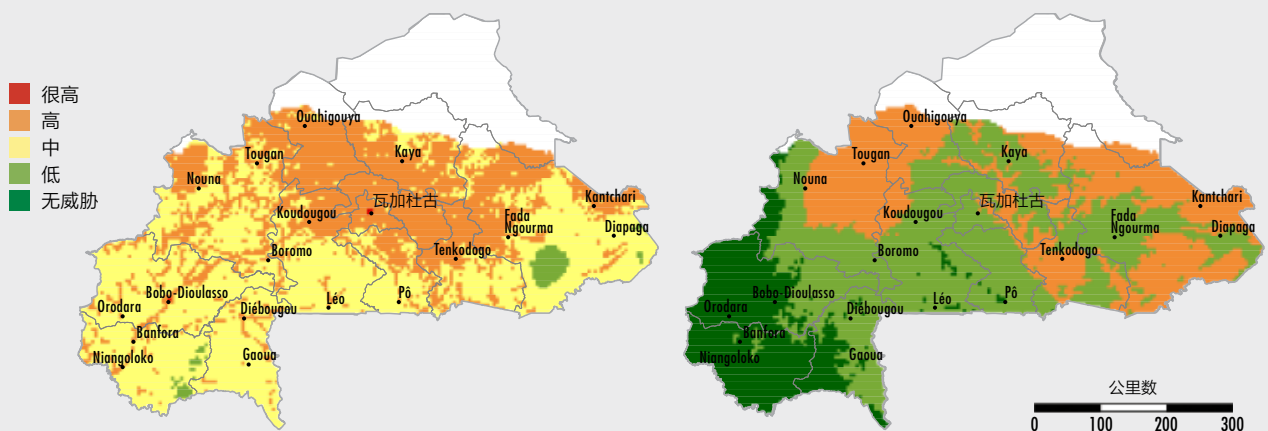 很高
高
中
低
无威胁
Ouahigouya
Tougan
Kaya
Nouna
瓦加杜古
Koudougou
Kantchari
Fada
Ngourma
Diapaga
Boromo
Tenkodogo
Bobo-Dioulasso
Orodara
Diébougou
Léo
Pô
Banfora
Niangoloko
Gaoua
Ouahigouya
Tougan
Kaya
Nouna
瓦加杜古
Koudougou
Kantchari
Fada
Ngourma
Diapaga
Boromo
Tenkodogo
Bobo-Dioulasso
Orodara
Diébougou
Léo
Pô
Banfora
Niangoloko
Gaoua
公里数
0 100 200 300